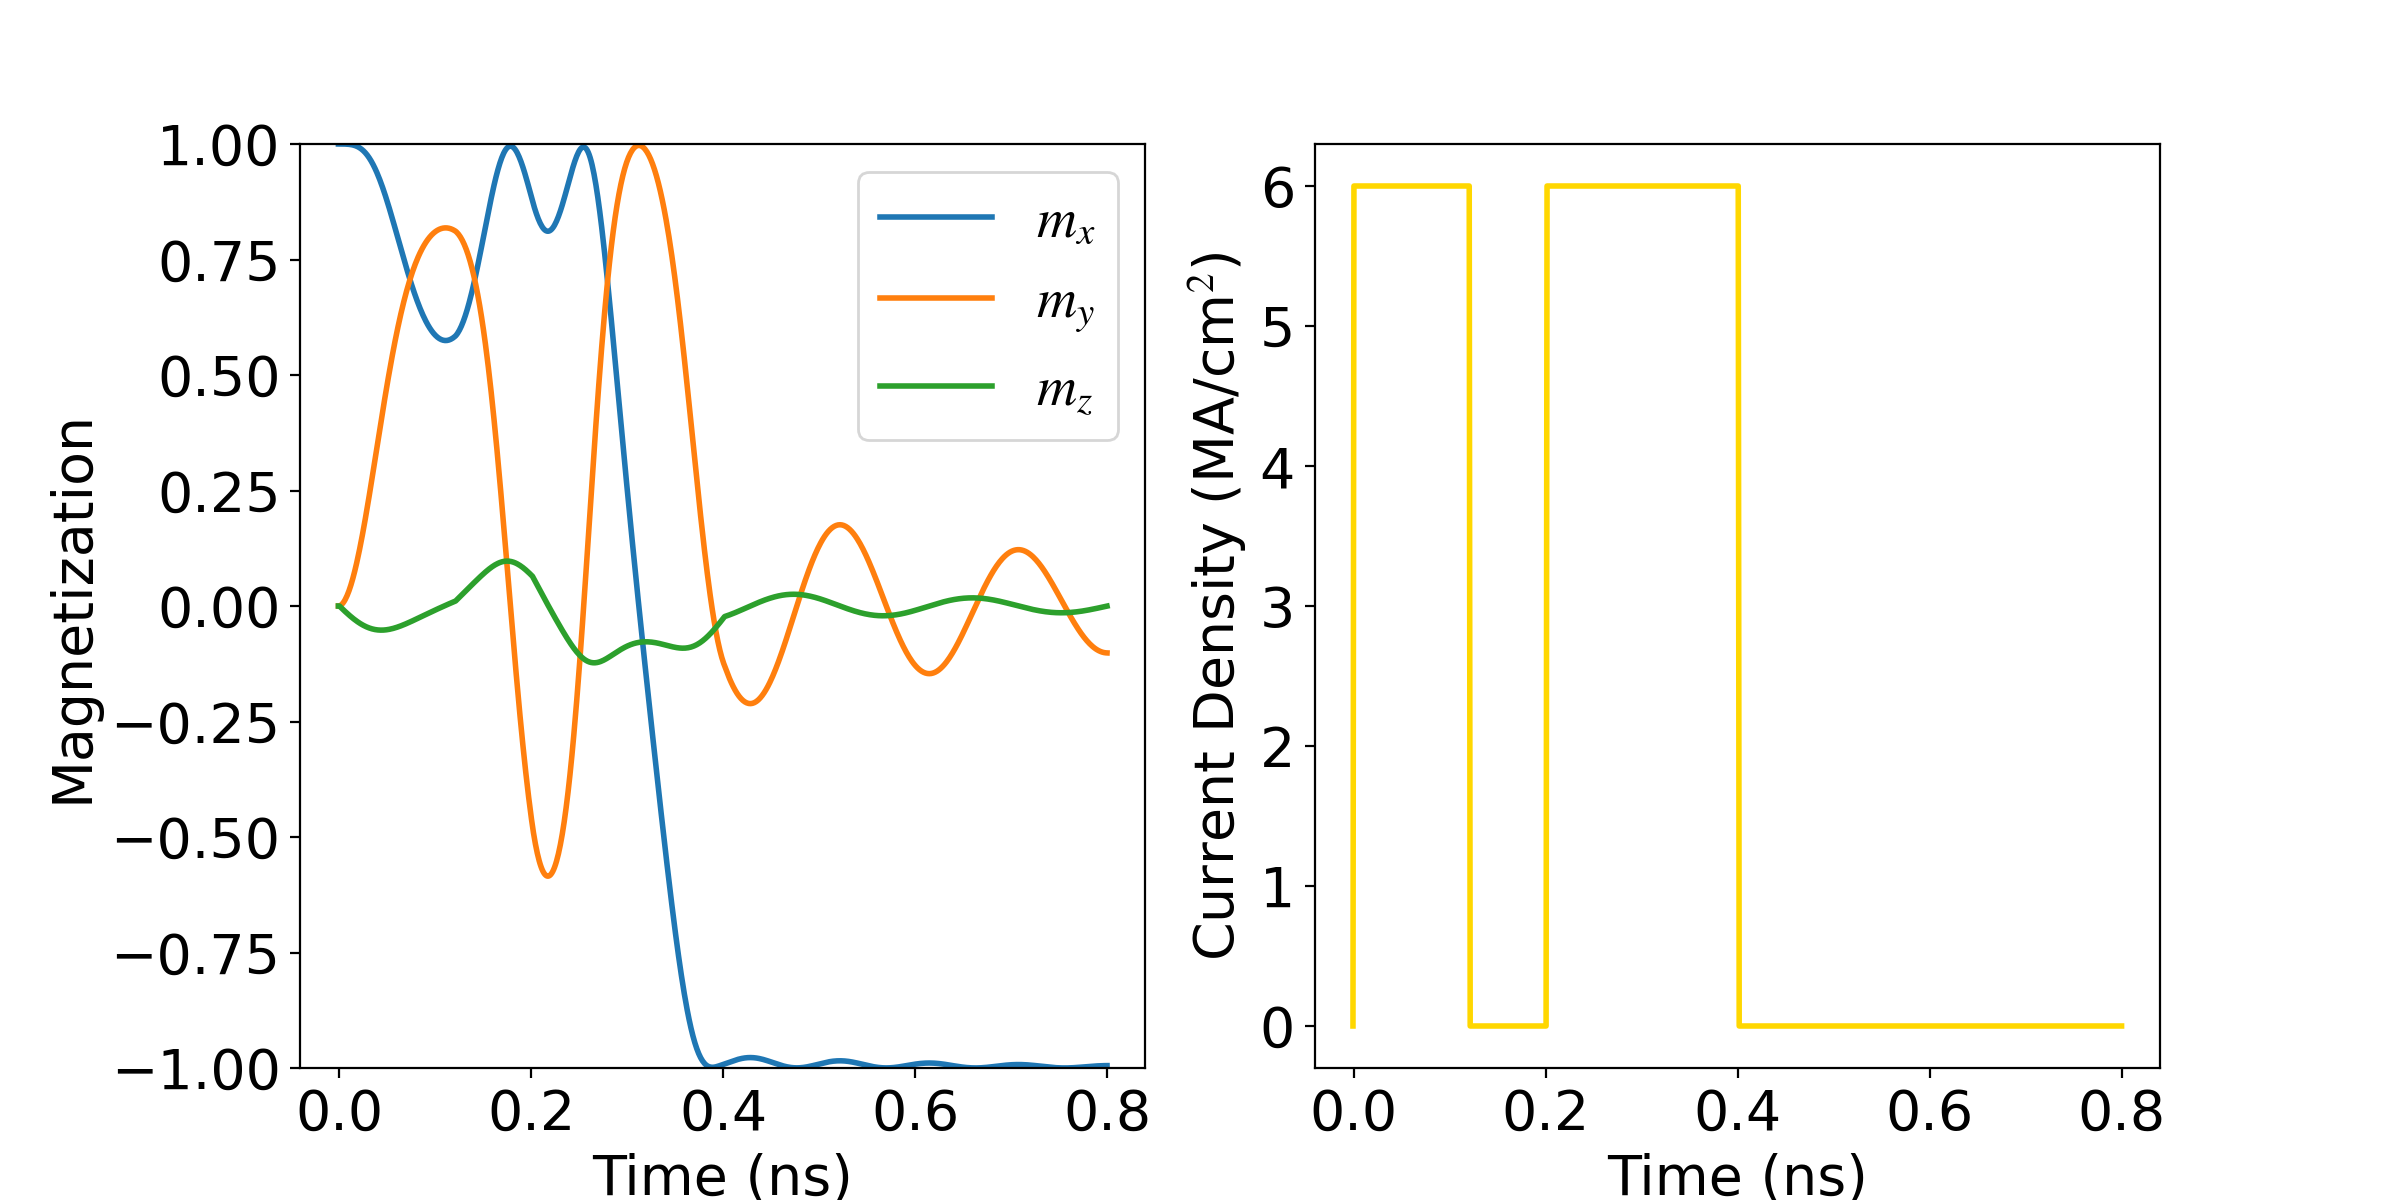 Magnetization
1.00
0.75
0.50
0.25
0.00
−0.25
−0.50
−0.75
−1.00
0.0 0.2 0.4 0.6 0.8
Time (ns)
m_x
m_y
m_z
Current Density (MA/cm²)
6
5
4
3
2
1
0
0.0 0.2 0.4 0.6 0.8
Time (ns)